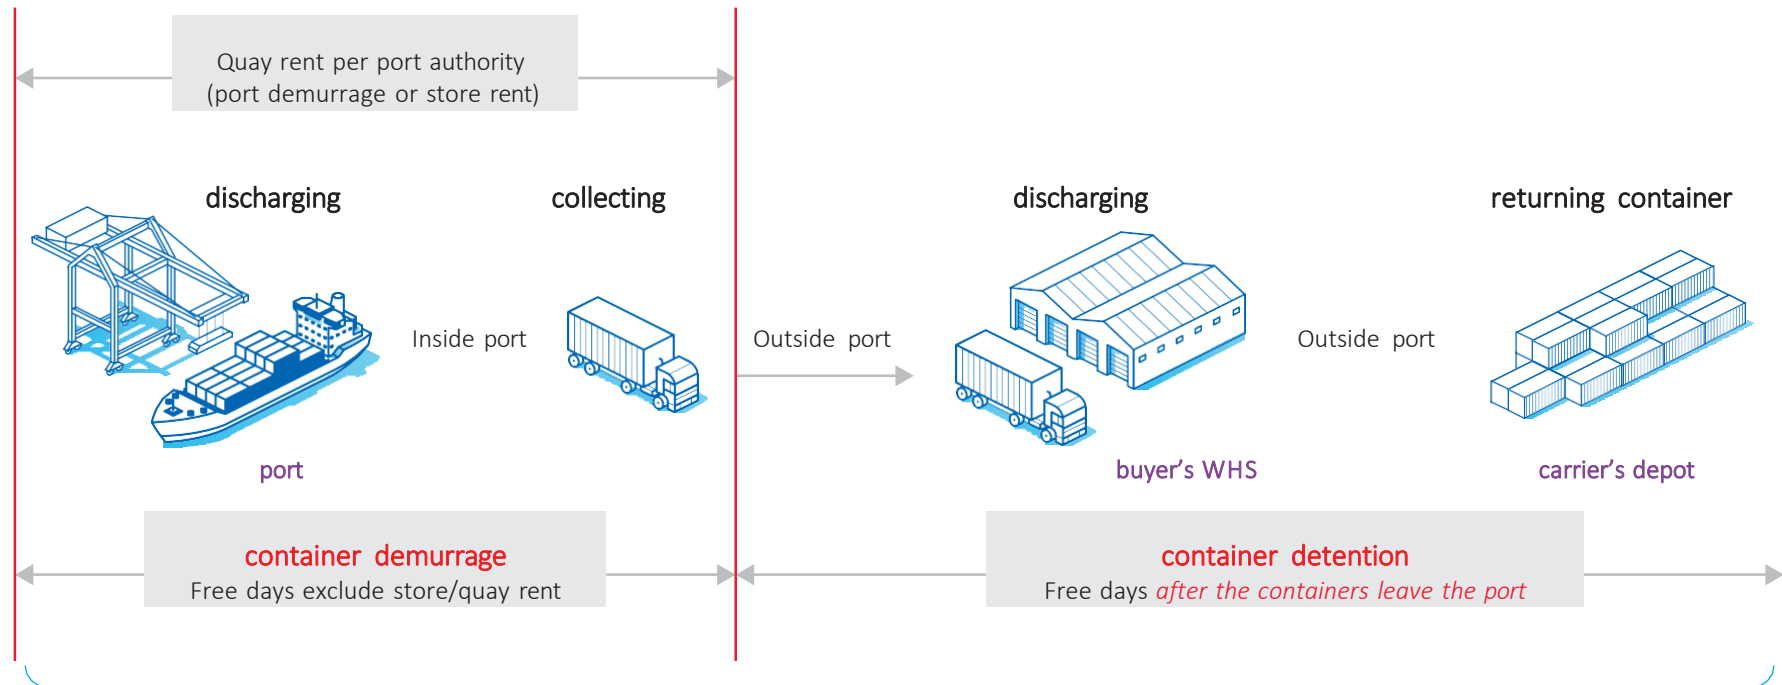 Quay rent per port authority
(port demurrage or store rent)
discharging
collecting
discharging
returning container
Inside port
Outside port
Outside port
port
buyer’s WHS
carrier’s depot
container demurrage
Free days exclude store/quay rent
container detention
Free days after the containers leave the port